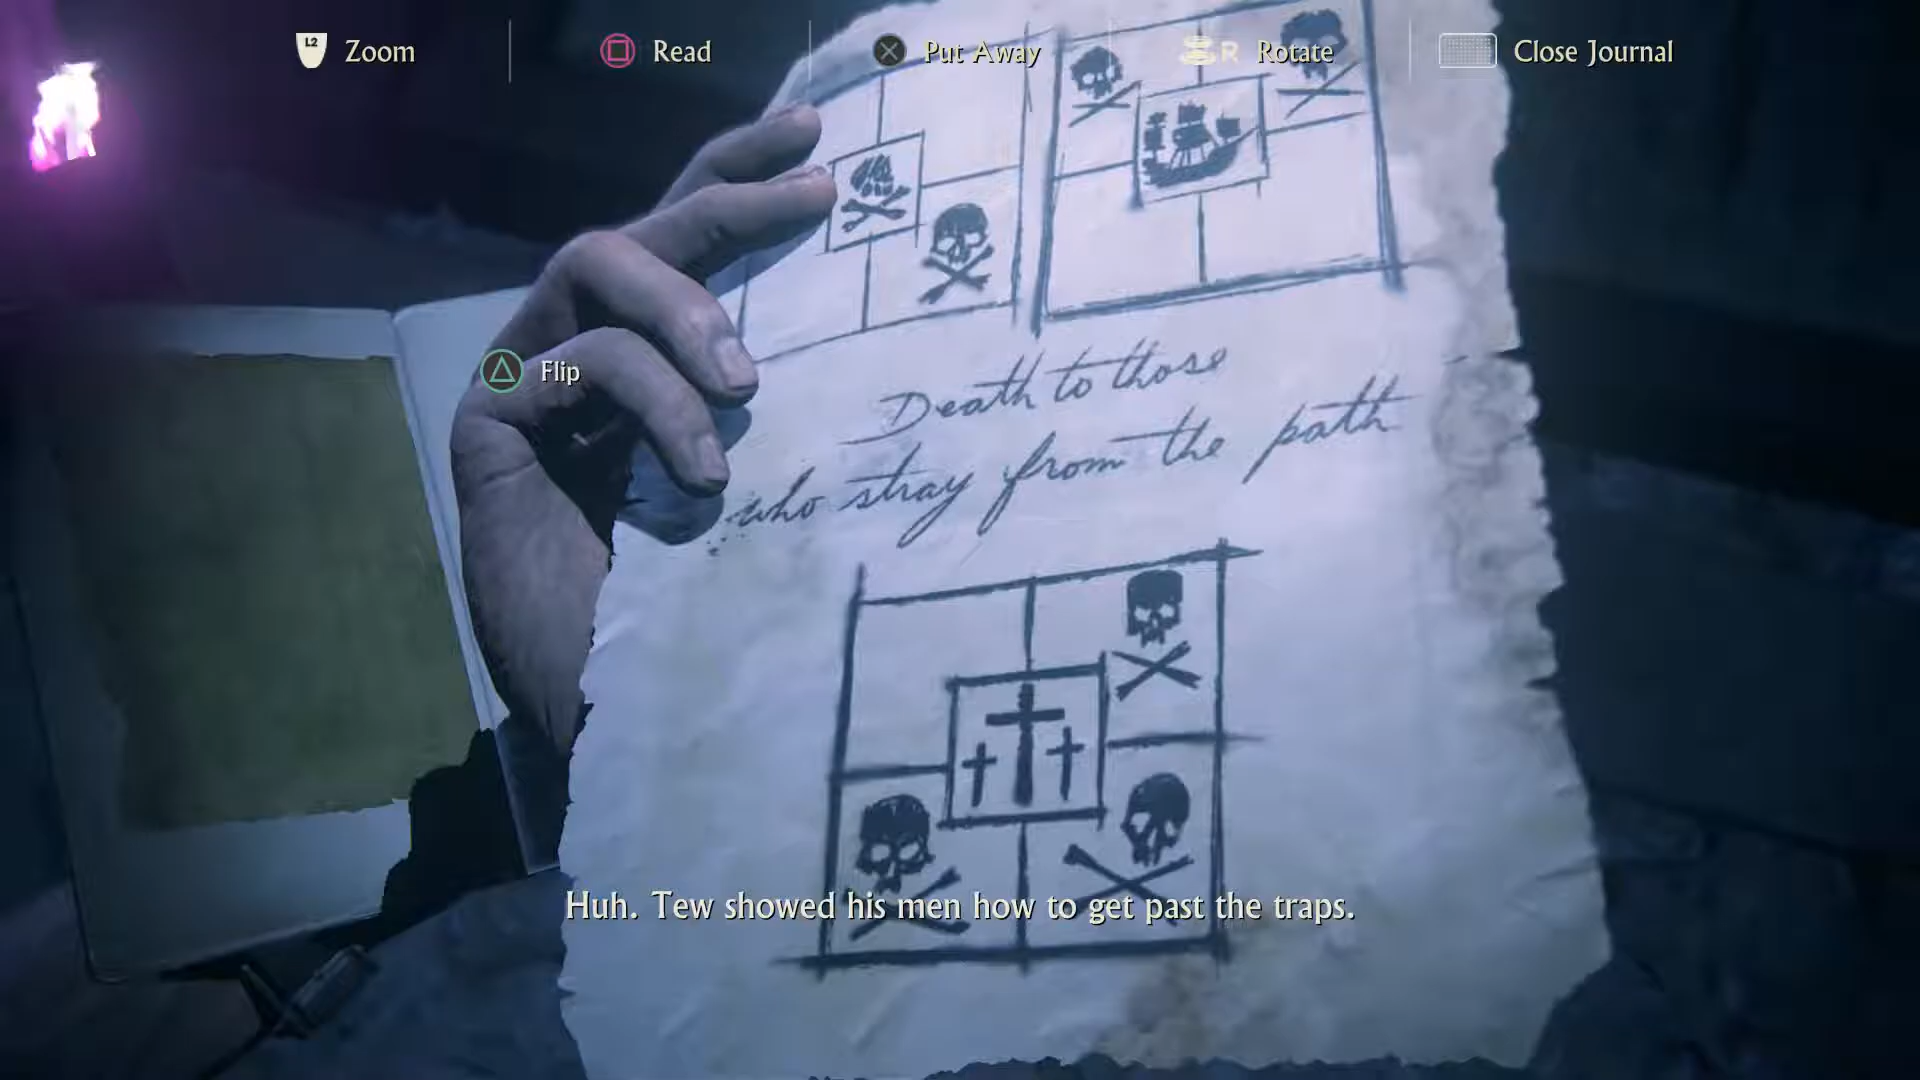 L2 Zoom
Read
Put Away
R Rotate
Close Journal
Flip
Death to those
who stray from the path
Huh. Tew showed his men how to get past the traps.